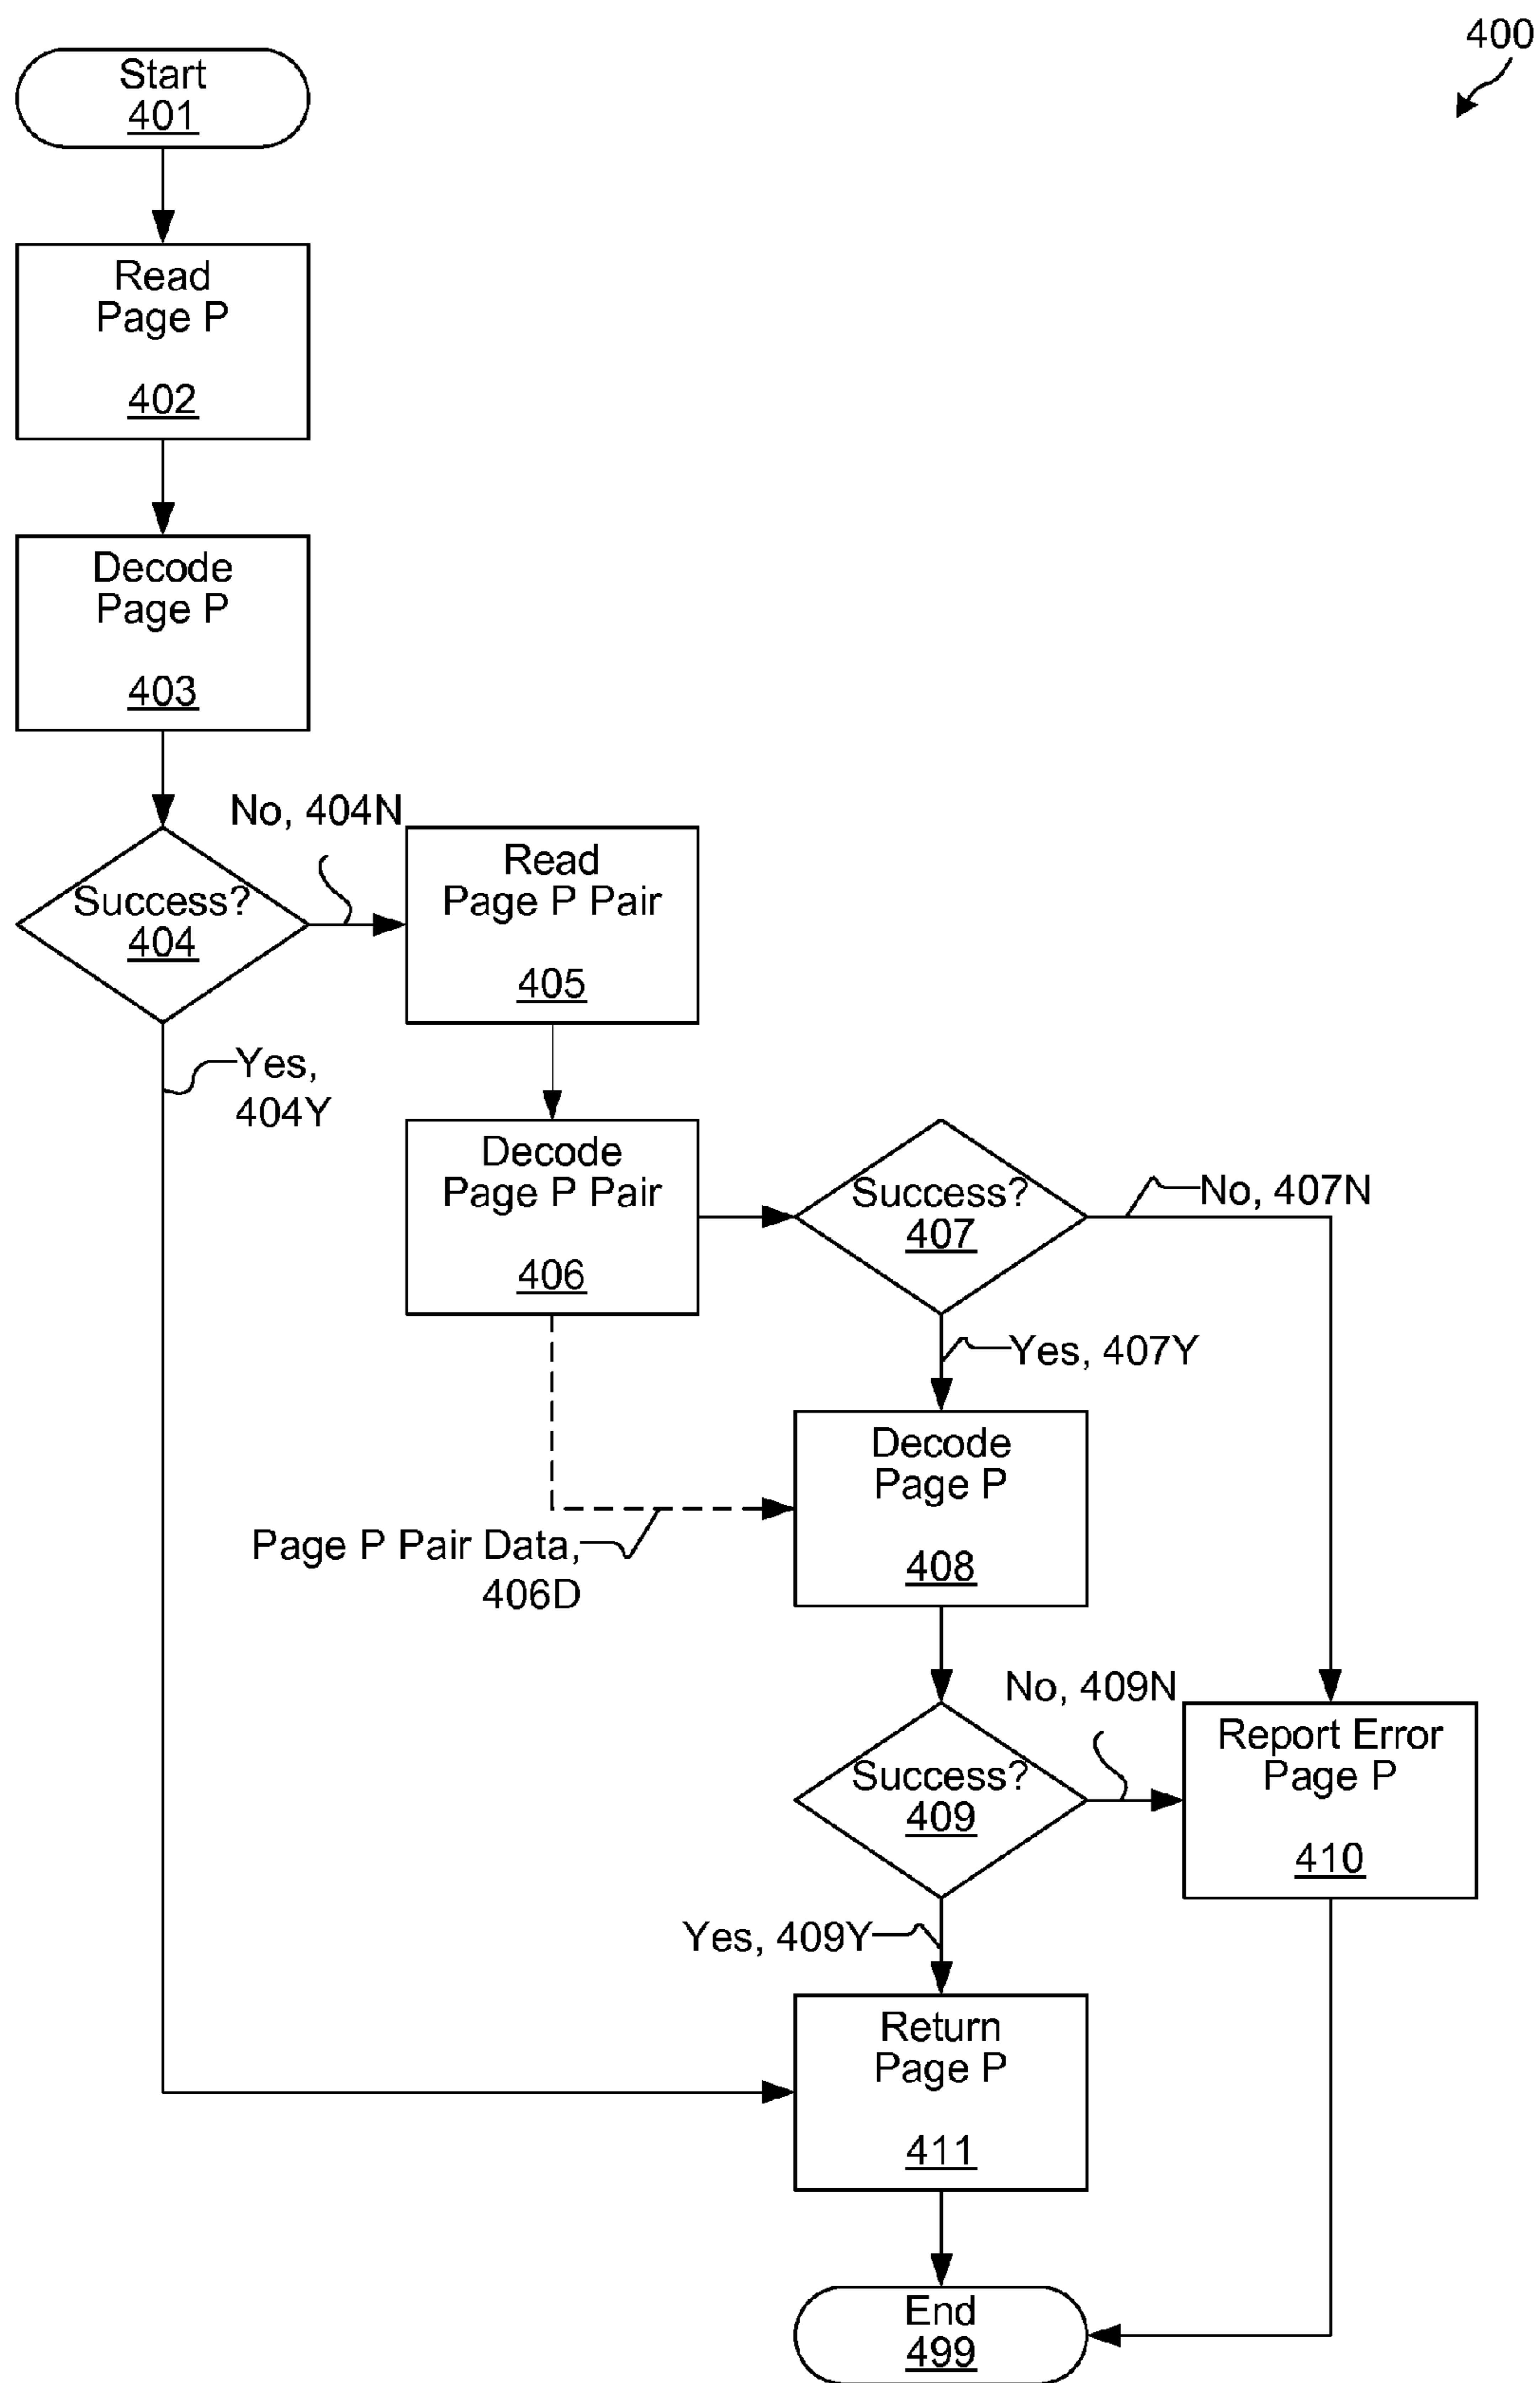 400
Start
401
Read
Page P
402
Decode
Page P
403
No, 404N
Success?
404
Read
Page P Pair
405
Yes,
404Y
Decode
Page P Pair
406
Success?
407
No, 407N
Yes, 407Y
Decode
Page P
408
Page P Pair Data,
406D
No, 409N
Success?
409
Report Error
Page P
410
Yes, 409Y
Return
Page P
411
End
499